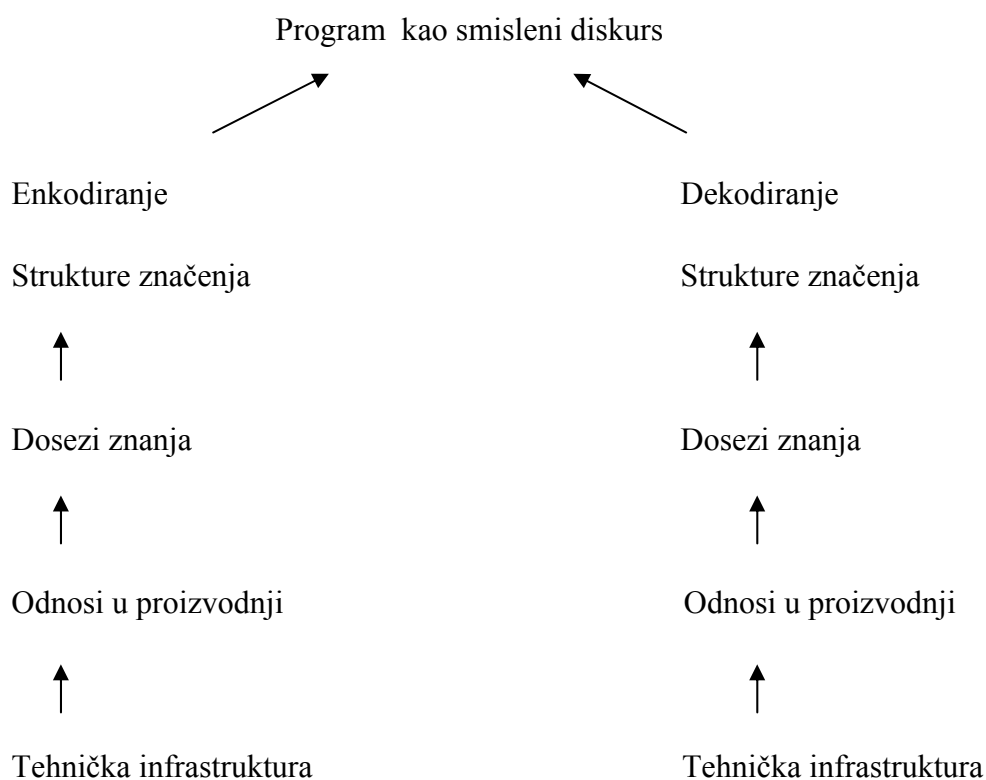 Program kao smisleni diskurs
Enkodiranje Dekodiranje
Strukture značenja Strukture značenja
Dosezi znanja Dosezi znanja
Odnosi u proizvodnji Odnosi u proizvodnji
Tehnička infrastruktura Tehnička infrastruktura